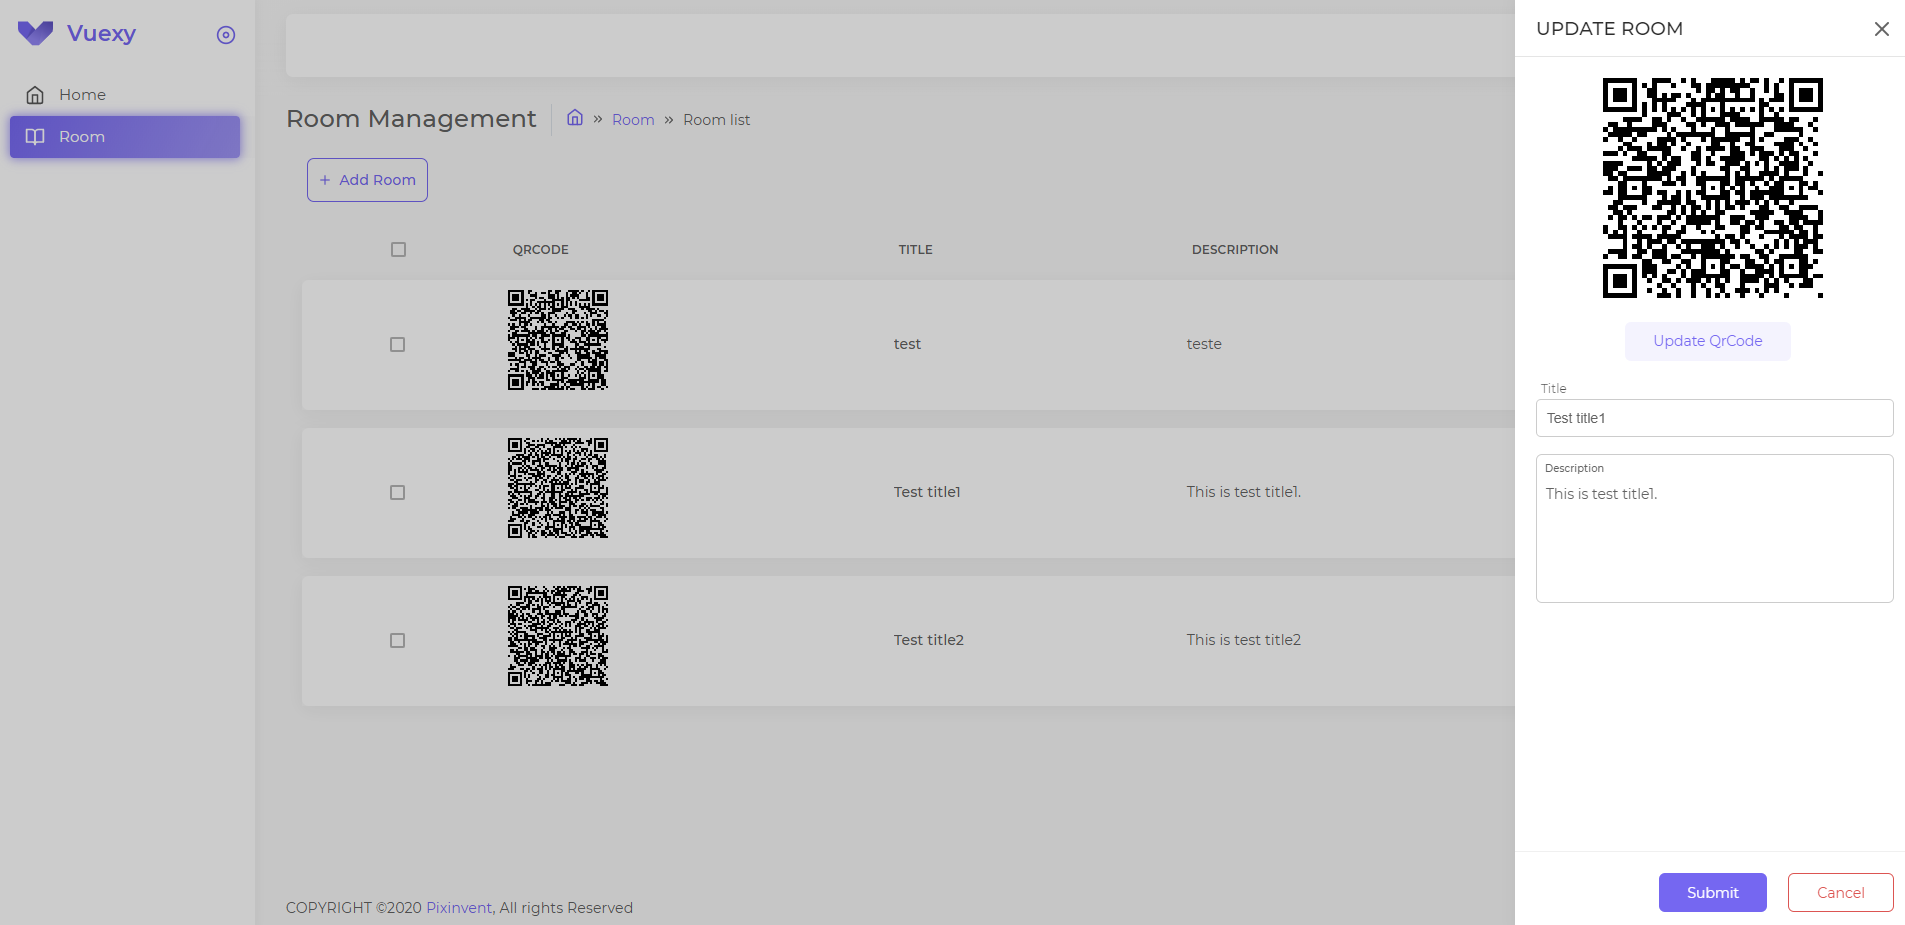 Vuexy
Home
Room
Room Management
Room
Room list
+ Add Room
QRCODE TITLE DESCRIPTION
test teste
Test title1 This is test title1.
Test title2 This is test title2
COPYRIGHT ©2020 Pixinvent, All rights Reserved
UPDATE ROOM
Update QrCode
Title
Test title1
Description
This is test title1.
Submit
Cancel